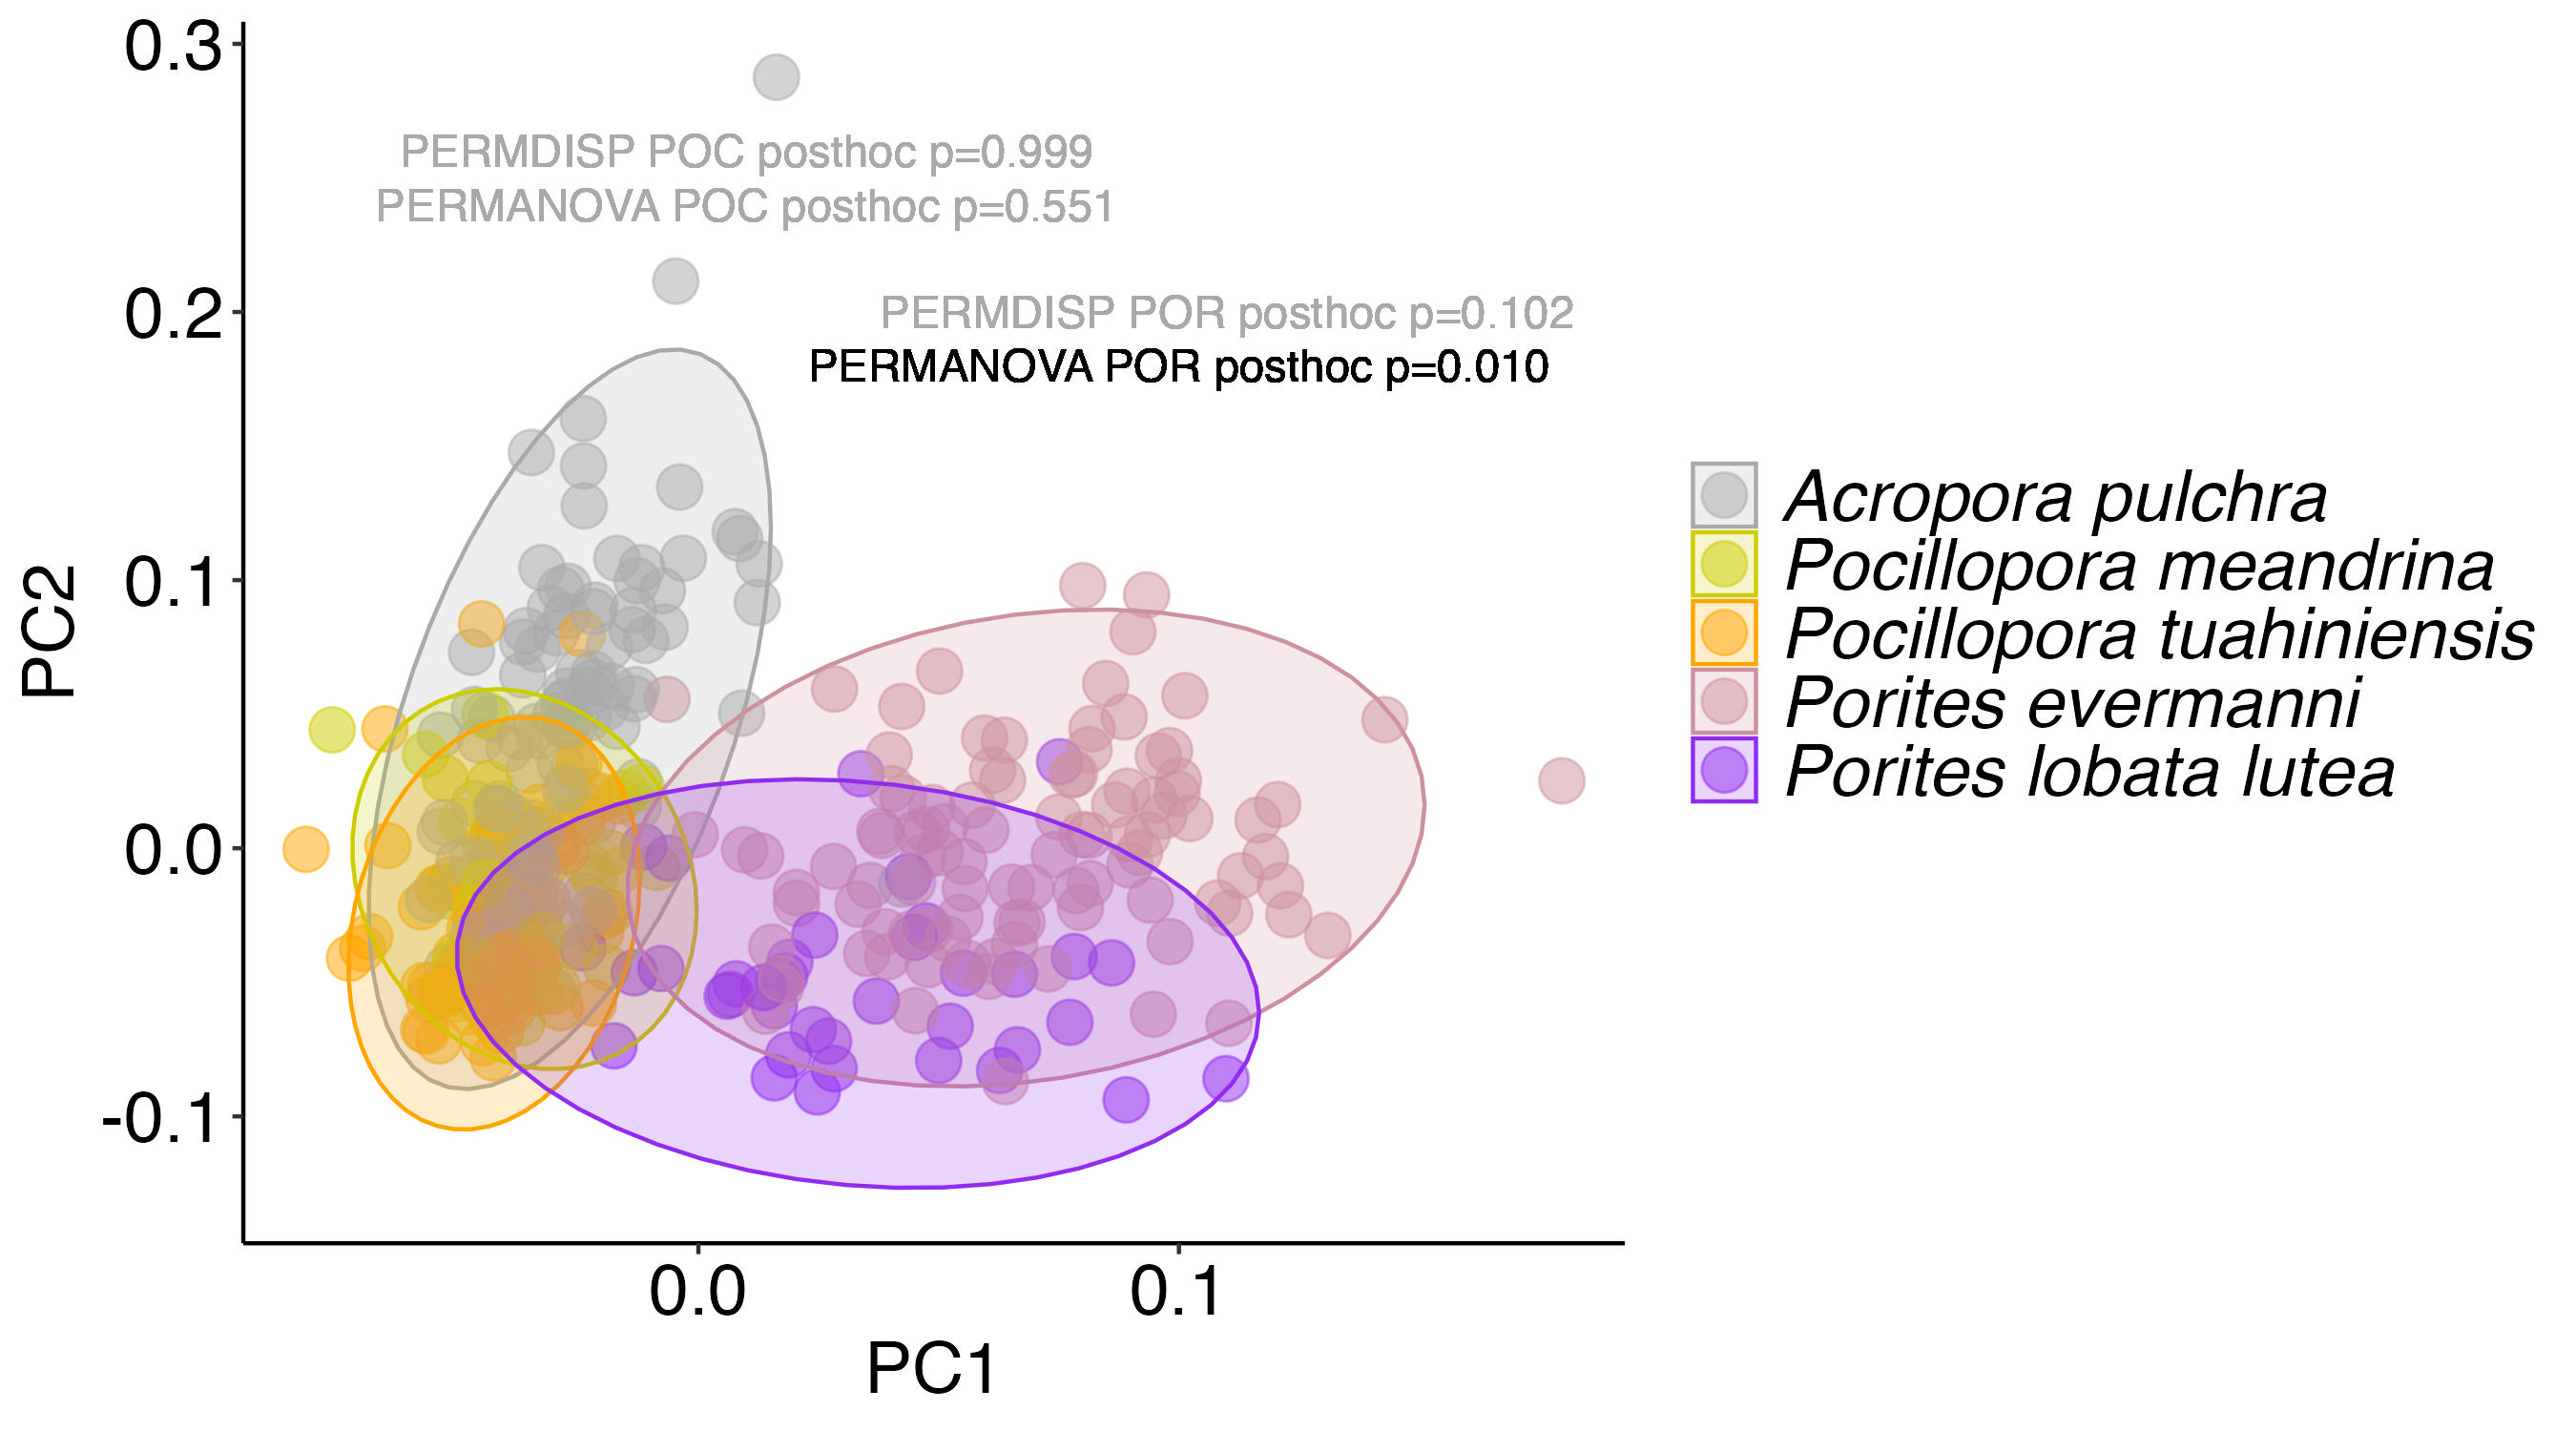 0.3
PERMDISP POC posthoc p=0.999
PERMANOVA POC posthoc p=0.551
0.2
PERMDISP POR posthoc p=0.102
PERMANOVA POR posthoc p=0.010
0.1
0.0
-0.1
PC2
0.0 0.1
PC1
Acropora pulchra
Pocillopora meandrina
Pocillopora tuahiniensis
Porites evermanni
Porites lobata lutea